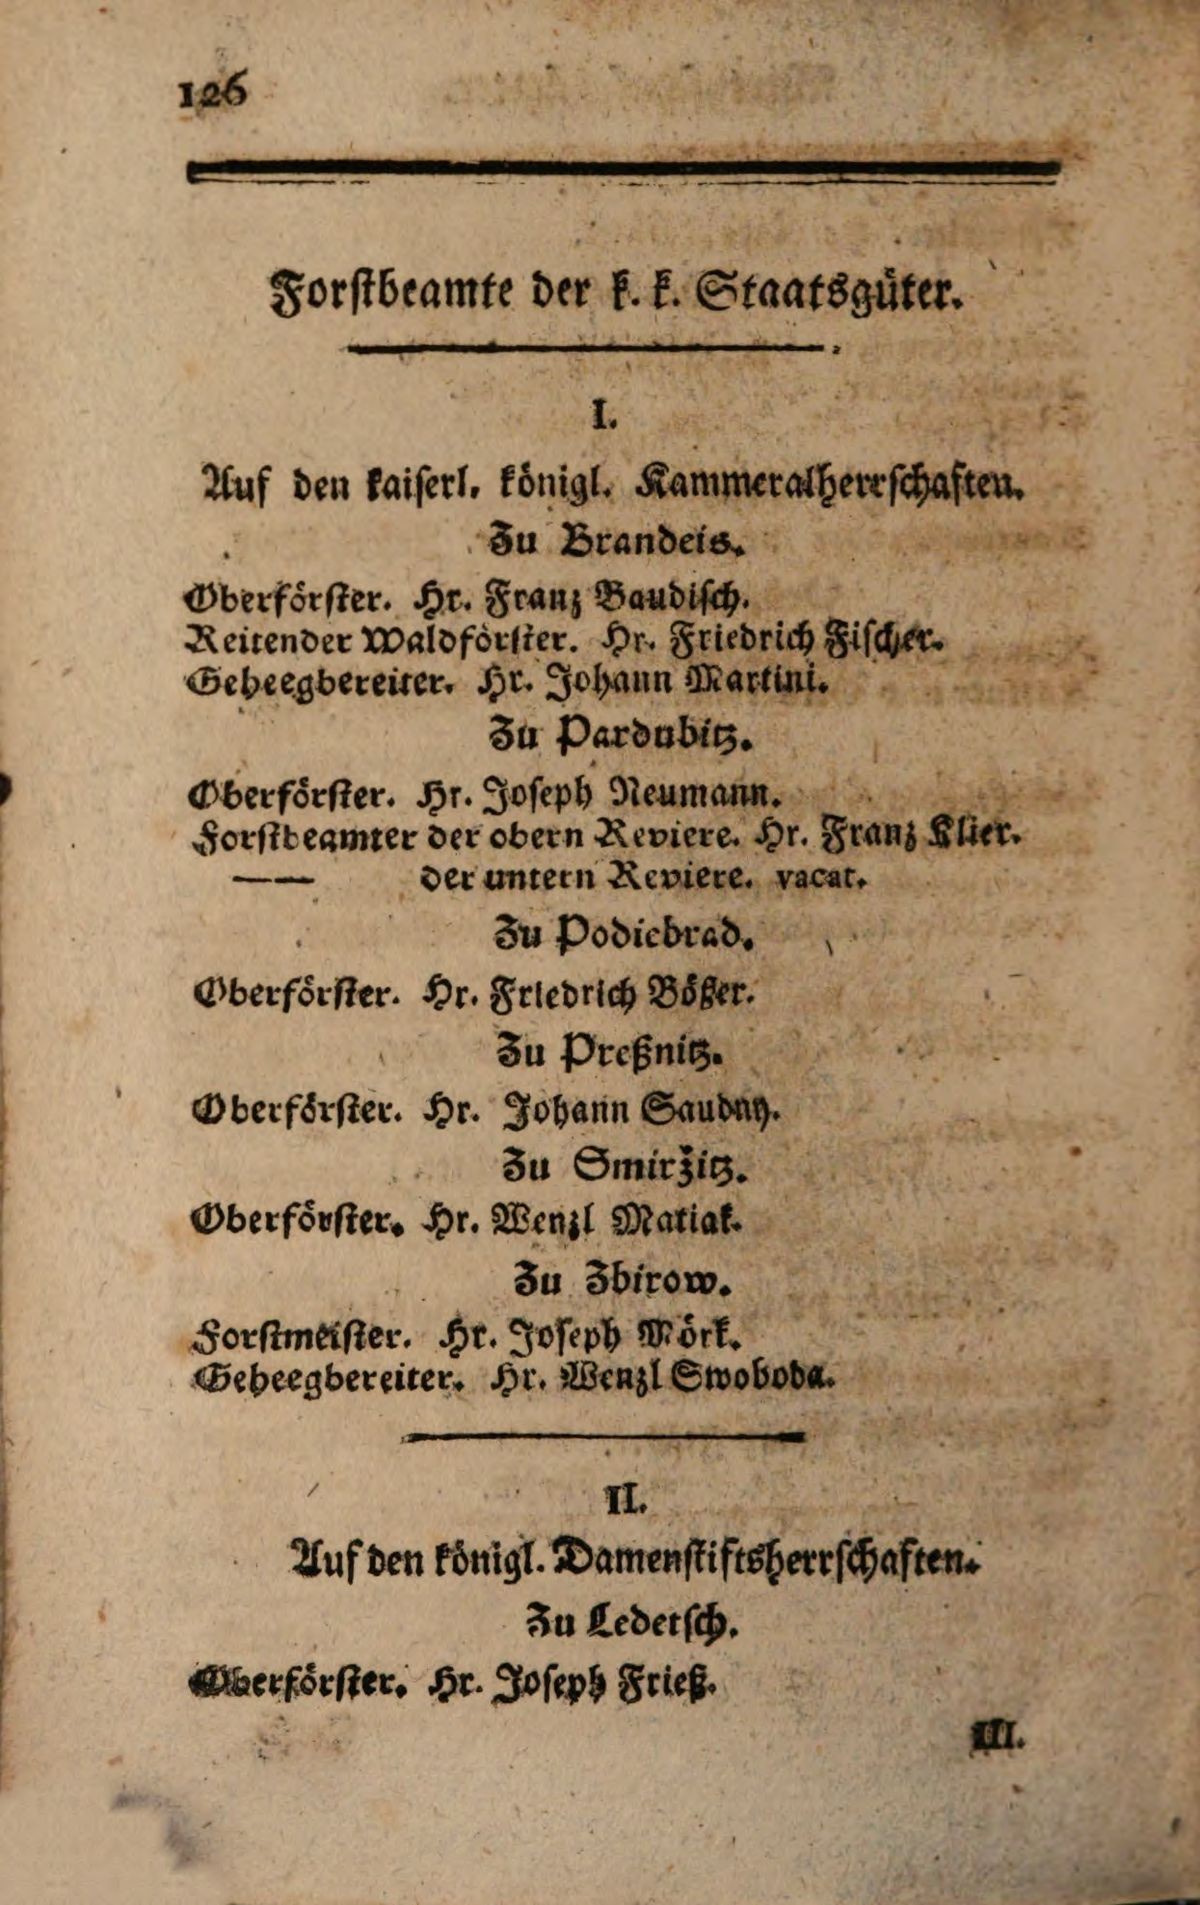 126
Forstbeamte der k. k. Staatsgüter.
I.
Auf den kaiserl. königl. Kammeralherrschaften.
Zu Brandeis.
Oberförster. Hr. Franz Baudisch.
Reitender Waldförster. Hr. Friedrich Fischer.
Geheegbereiter. Hr. Johann Martini.
Zu Pardubitz.
Oberförster. Hr. Joseph Neumann.
Forstbeamter der obern Reviere. Hr. Franz Klier.
—— der untern Reviere. vacat.
Zu Podiebrad.
Oberförster. Hr. Friedrich Bößer.
Zu Preßnitz.
Oberförster. Hr. Johann Saudny.
Zu Smiržitz.
Oberförster. Hr. Wenzl Matiak.
Zu Zbirow.
Forstmeister. Hr. Joseph Mörk.
Geheegbereiter. Hr. Wenzl Swoboda.
II.
Auf den königl. Damenstiftsherrschaften.
Zu Ledetsch.
Oberförster. Hr. Joseph Frieß.
III.